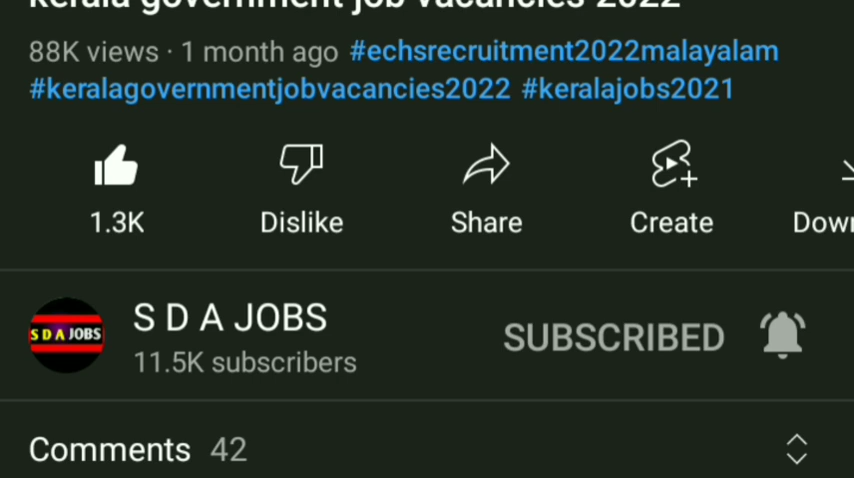 kerala government job vacancies 2022
88K views · 1 month ago #echsrecruitment2022malayalam
#keralagovernmentjobvacancies2022 #keralajobs2021
1.3K Dislike Share Create Down
S D A JOBS
S D A JOBS
11.5K subscribers
SUBSCRIBED
Comments 42